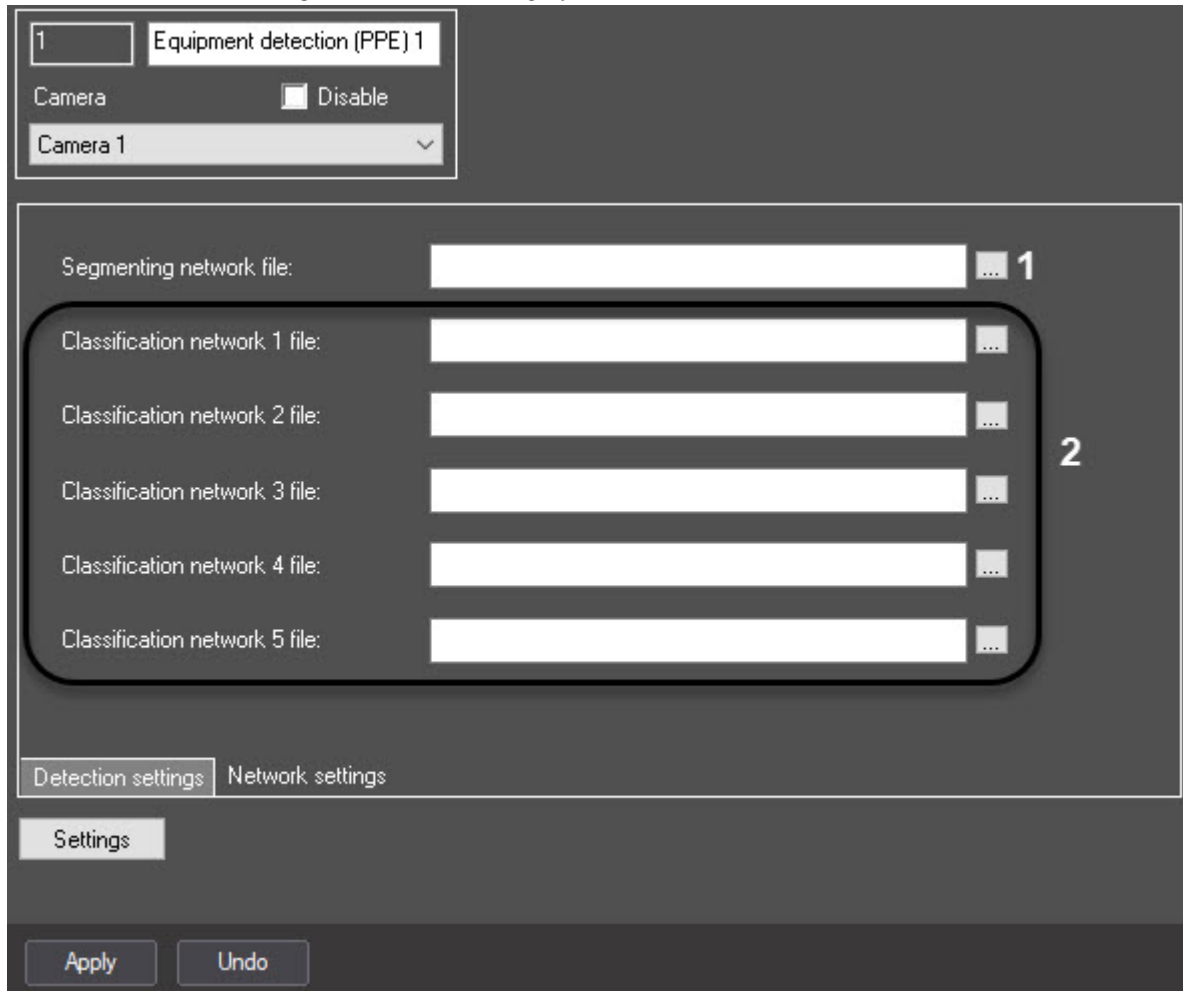 1 Equipment detection (PPE) 1
Camera Disable
Camera 1
Segmenting network file: ... 1
Classification network 1 file: ...
Classification network 2 file: ...
2
Classification network 3 file: ...
Classification network 4 file: ...
Classification network 5 file: ...
Detection settings Network settings
Settings
Apply Undo